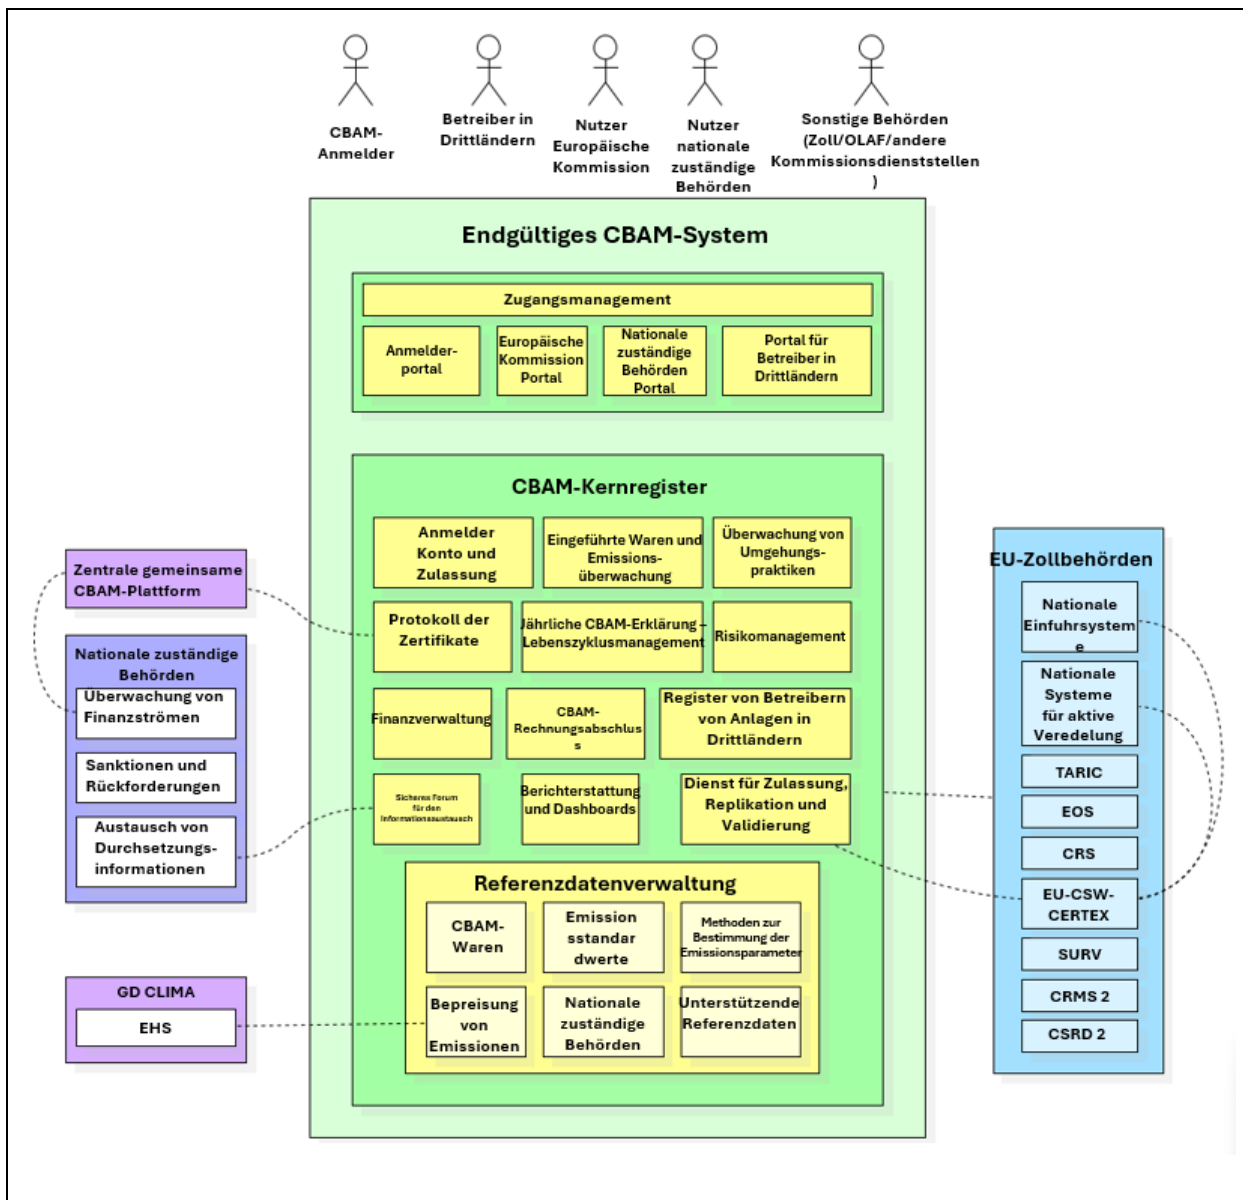 CBAM-
Anmelder
Betreiber in
Drittländern
Nutzer
Europäische
Kommission
Nutzer
nationale
zuständige
Behörden
Sonstige Behörden
(Zoll/OLAF/andere
Kommissionsdienststellen
)
Endgültiges CBAM-System
Zugangsmanagement
Anmelder-
portal
Europäische
Kommission
Portal
Nationale
zuständige
Behörden
Portal
Portal für
Betreiber in
Drittländern
CBAM-Kernregister
Anmelder
Konto und
Zulassung
Eingeführte Waren und
Emissions-
überwachung
Überwachung von
Umgehungs-
praktiken
Protokoll der
Zertifikate
Jährliche CBAM-Erklärung –
Lebenszyklusmanagement
Risikomanagement
Finanzverwaltung
CBAM-
Rechnungsabschlus
s
Register von Betreibern
von Anlagen in
Drittländern
Sicheres Forum
für den
Informationsaustausch
Berichterstattung
und Dashboards
Dienst für Zulassung,
Replikation und
Validierung
Referenzdatenverwaltung
CBAM-
Waren
Emission
sstandar
dwerte
Methoden zur
Bestimmung der
Emissionsparameter
Bepreisung
von
Emissionen
Nationale
zuständige
Behörden
Unterstützende
Referenzdaten
Zentrale gemeinsame
CBAM-Plattform
Nationale zuständige
Behörden
Überwachung von
Finanzströmen
Sanktionen und
Rückforderungen
Austausch von
Durchsetzungs-
informationen
GD CLIMA
EHS
EU-Zollbehörden
Nationale
Einfuhrsystem
e
Nationale
Systeme
für aktive
Veredelung
TARIC
EOS
CRS
EU-CSW-
CERTEX
SURV
CRMS 2
CSRD 2